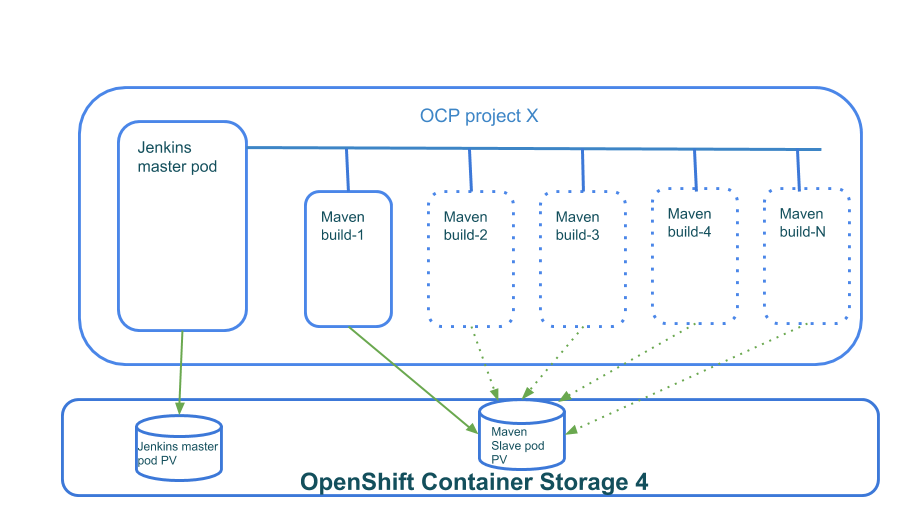 OCP project X
Jenkins
master pod
Maven
build-1
Maven
build-2
Maven
build-3
Maven
build-4
Maven
build-N
Jenkins master
pod PV
Maven
Slave pod
PV
OpenShift Container Storage 4